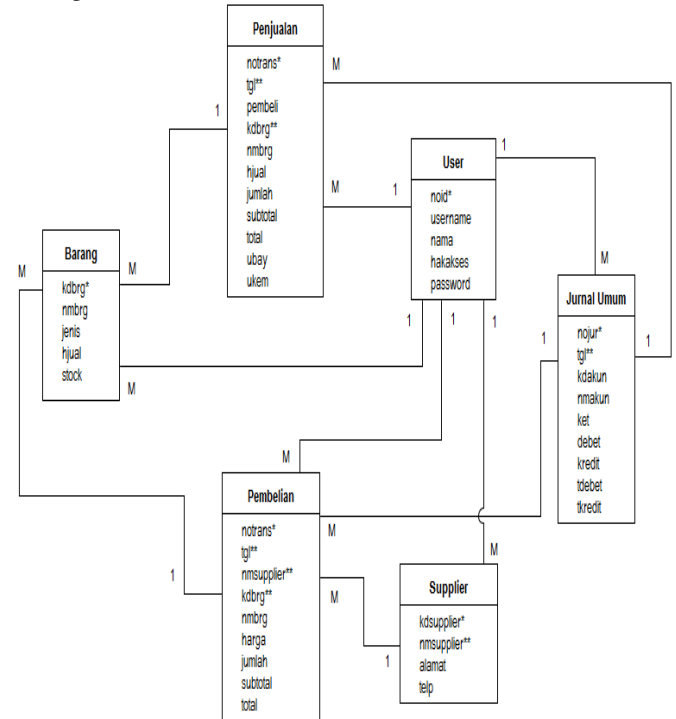 Penjualan
notrans*
tgl**
pembeli
kdbrg**
nmbrg
hjual
jumlah
subtotal
total
ubay
ukem
M
1
M
1
User
noid*
username
nama
hakakses
password
1
M
Barang
kdbrg*
nmbrg
jenis
hjual
stock
M
M
M
1
1
1
Jurnal Umum
nojur*
tgl**
kdakun
nmakun
ket
debet
kredit
tdebet
tkredit
1
1
M
Pembelian
notrans*
tgl**
nmsupplier**
kdbrg**
nmbrg
harga
jumlah
subtotal
total
1
M
M
M
1
Supplier
kdsupplier*
nmsupplier**
alamat
telp